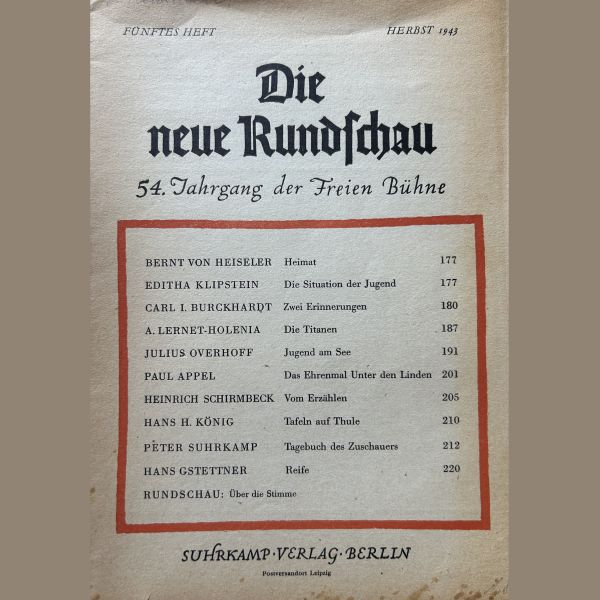 FÜNFTES HEFT HERBST 1943
Die
neue Rundschau
54. Jahrgang der Freien Bühne
BERNT VON HEISELER Heimat 177
EDITHA KLIPSTEIN Die Situation der Jugend 177
CARL I. BURCKHARDT Zwei Erinnerungen 180
A. LERNET-HOLENIA Die Titanen 187
JULIUS OVERHOFF Jugend am See 191
PAUL APPEL Das Ehrenmal Unter den Linden 201
HEINRICH SCHIRMBECK Vom Erzählen 205
HANS H. KÖNIG Tafeln auf Thule 210
PETER SUHRKAMP Tagebuch des Zuschauers 212
HANS GSTETTNER Reife 220
RUNDSCHAU: Über die Stimme
SUHRKAMP·VERLAG·BERLIN
Postversandort Leipzig